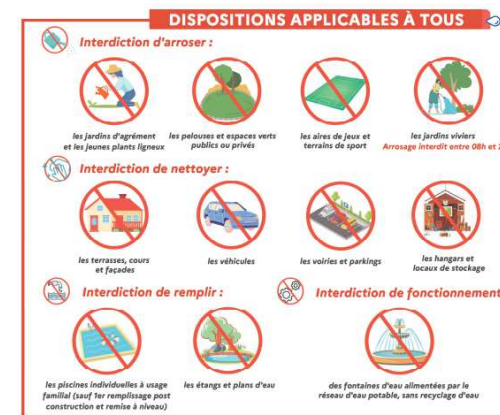 DISPOSITIONS APPLICABLES À TOUS
Interdiction d'arroser :
les jardins d'agrément
et les jeunes plants ligneux
les pelouses et espaces verts
publics ou privés
les aires de jeux et
terrains de sport
les jardins viviers
Arrosage interdit entre 08h et
Interdiction de nettoyer :
les terrasses, cours
et façades
les véhicules
les voiries et parkings
les hangars et
locaux de stockage
Interdiction de remplir :
Interdiction de fonctionnement
les piscines individuelles à usage
familial (sauf 1er remplissage post
construction et remise à niveau)
les étangs et plans d'eau
des fontaines d'eau alimentées par le
réseau d'eau potable, sans recyclage d'eau